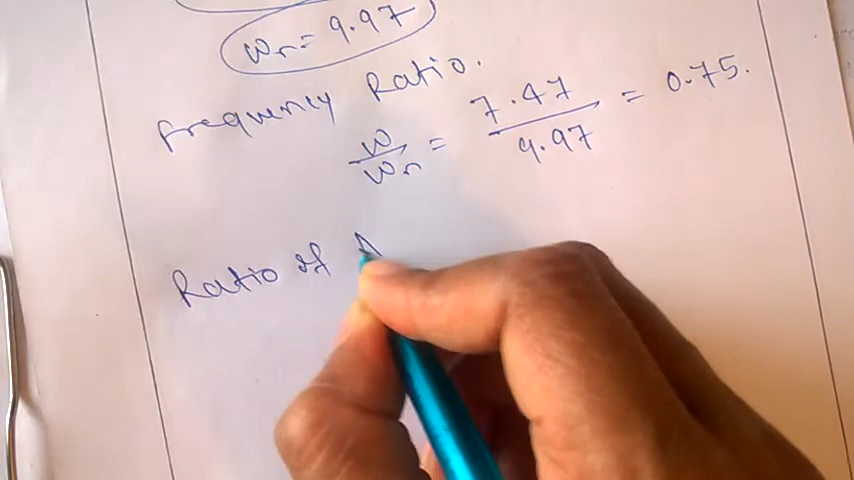 ωn = 9.97
Frequency Ratio.
ω/ωn = 7.47/9.97 = 0.75.
Ratio of A